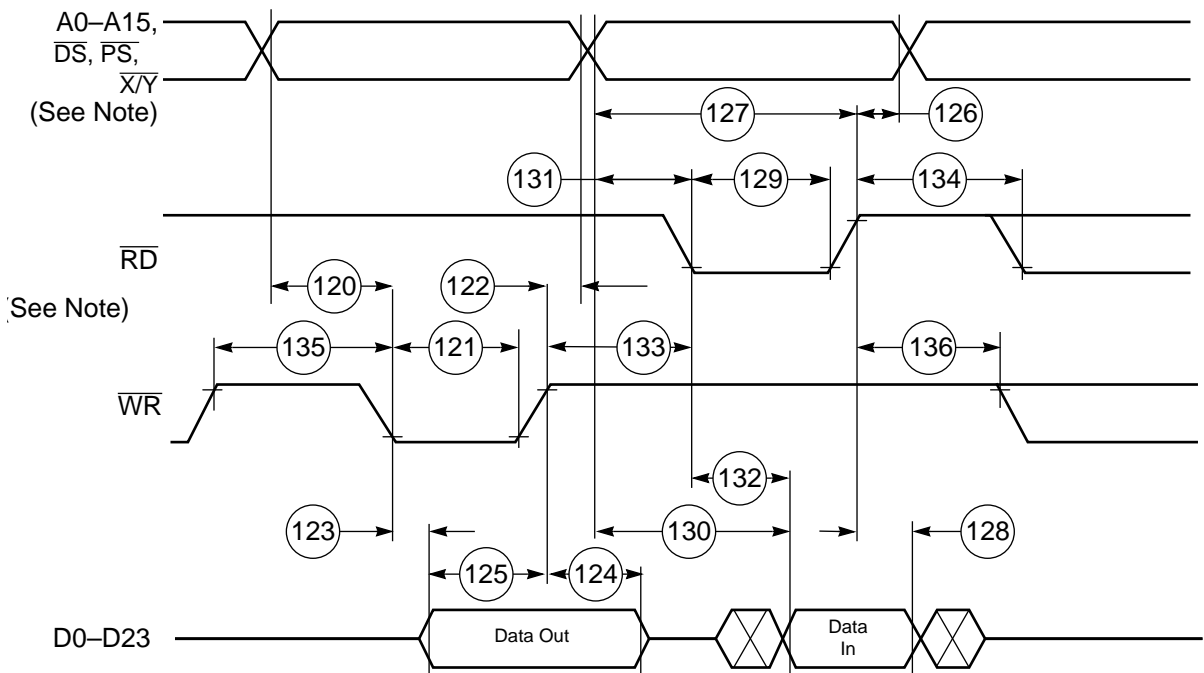 A0–A15,
DS, PS,
X/Y
(See Note)
127
126
131
129
134
RD
120
122
(See Note)
135
121
133
136
WR
132
123
130
128
125
124
D0–D23
Data Out
Data
In